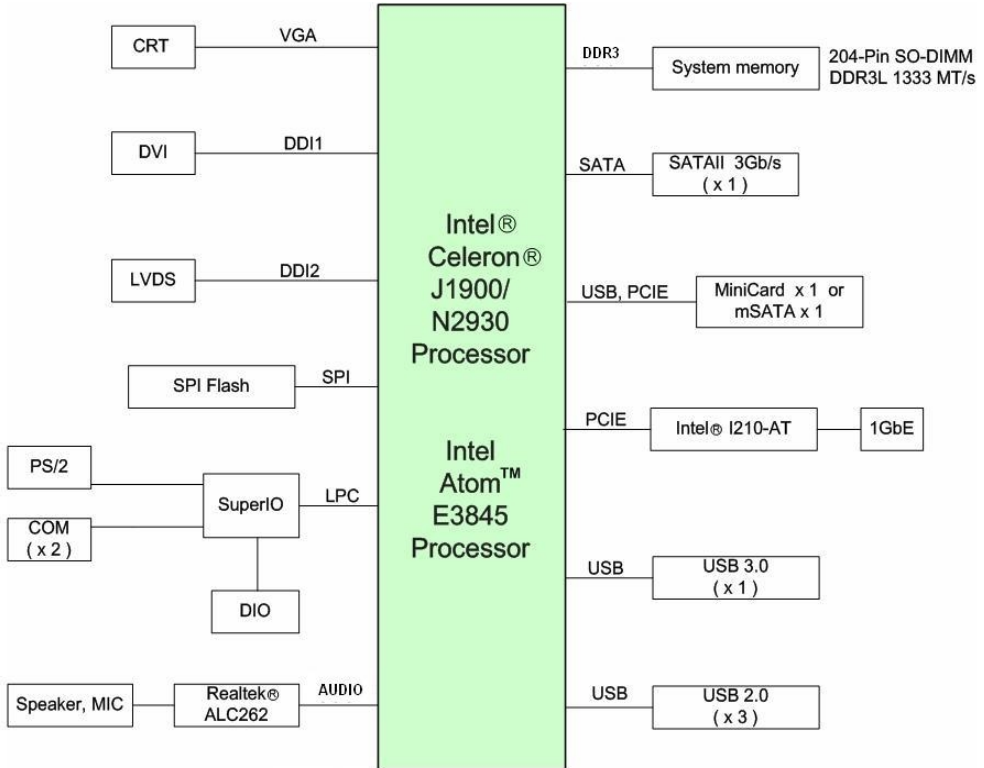 CRT
VGA
DVI
DDI1
LVDS
DDI2
SPI Flash
SPI
PS/2
COM
( x 2 )
SuperIO
LPC
DIO
Speaker, MIC
Realtek®
ALC262
AUDIO
Intel®
Celeron®
J1900/
N2930
Processor
Intel
Atom™
E3845
Processor
DDR3
System memory
204-Pin SO-DIMM
DDR3L 1333 MT/s
SATA
SATAII 3Gb/s
( x 1 )
USB, PCIE
MiniCard x 1 or
mSATA x 1
PCIE
Intel® I210-AT
1GbE
USB
USB 3.0
( x 1 )
USB
USB 2.0
( x 3 )